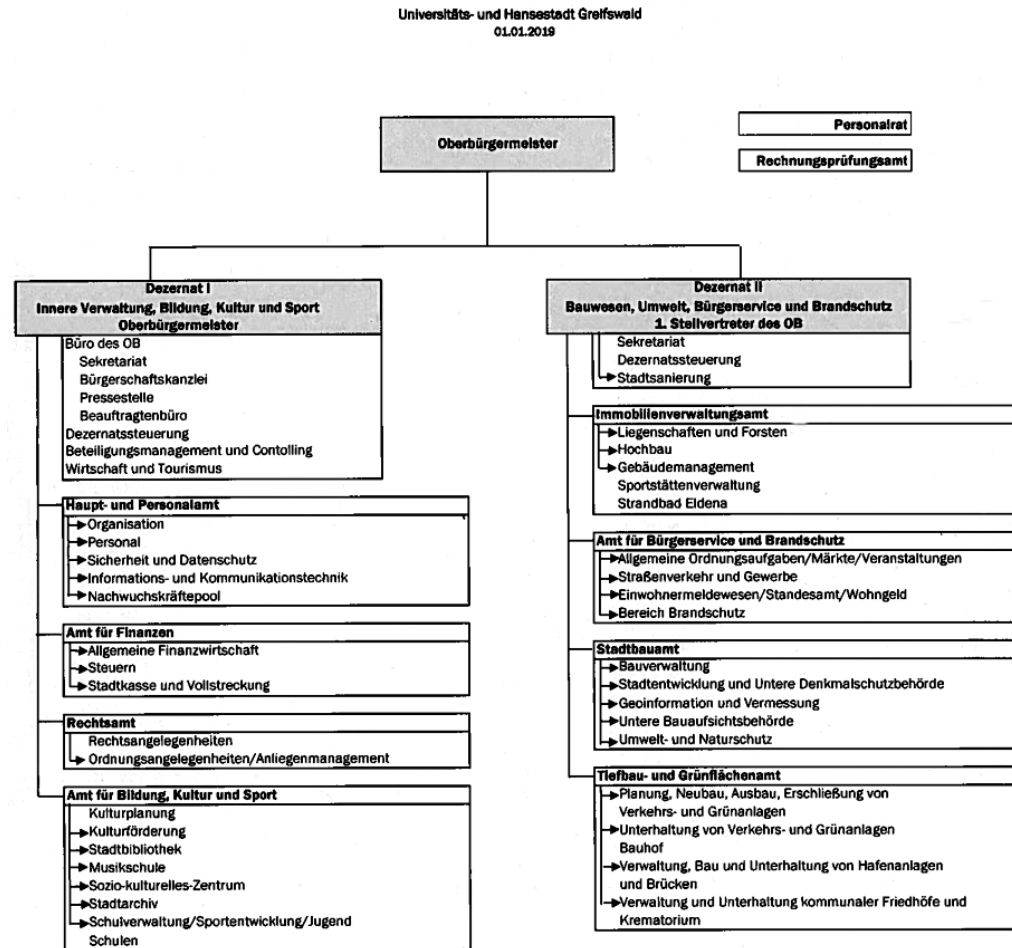 Universitäts- und Hansestadt Greifswald
01.01.2019
Oberbürgermeister
Personalrat
Rechnungsprüfungsamt
Dezernat I
Innere Verwaltung, Bildung, Kultur und Sport
Oberbürgermeister
Büro des OB
Sekretariat
Bürgerschaftskanzlei
Pressestelle
Beauftragtenbüro
Dezernatssteuerung
Beteiligungsmanagement und Contolling
Wirtschaft und Tourismus
Haupt- und Personalamt
Organisation
Personal
Sicherheit und Datenschutz
Informations- und Kommunikationstechnik
Nachwuchskräftepool
Amt für Finanzen
Allgemeine Finanzwirtschaft
Steuern
Stadtkasse und Vollstreckung
Rechtsamt
Rechtsangelegenheiten
Ordnungsangelegenheiten/Anliegenmanagement
Amt für Bildung, Kultur und Sport
Kulturplanung
Kulturförderung
Stadtbibliothek
Musikschule
Sozio-kulturelles-Zentrum
Stadtarchiv
Schulverwaltung/Sportentwicklung/Jugend
Schulen
Dezernat II
Bauwesen, Umwelt, Bürgerservice und Brandschutz
1. Stellvertreter des OB
Sekretariat
Dezernatssteuerung
Stadtsanierung
Immobilienverwaltungsamt
Liegenschaften und Forsten
Hochbau
Gebäudemanagement
Sportstättenverwaltung
Strandbad Eldena
Amt für Bürgerservice und Brandschutz
Allgemeine Ordnungsaufgaben/Märkte/Veranstaltungen
Straßenverkehr und Gewerbe
Einwohnermeldewesen/Standesamt/Wohngeld
Bereich Brandschutz
Stadtbauamt
Bauverwaltung
Stadtentwicklung und Untere Denkmalschutzbehörde
Geoinformation und Vermessung
Untere Bauaufsichtsbehörde
Umwelt- und Naturschutz
Tiefbau- und Grünflächenamt
Planung, Neubau, Ausbau, Erschließung von
Verkehrs- und Grünanlagen
Unterhaltung von Verkehrs- und Grünanlagen
Bauhof
Verwaltung, Bau und Unterhaltung von Hafenanlagen
und Brücken
Verwaltung und Unterhaltung kommunaler Friedhöfe und
Krematorium